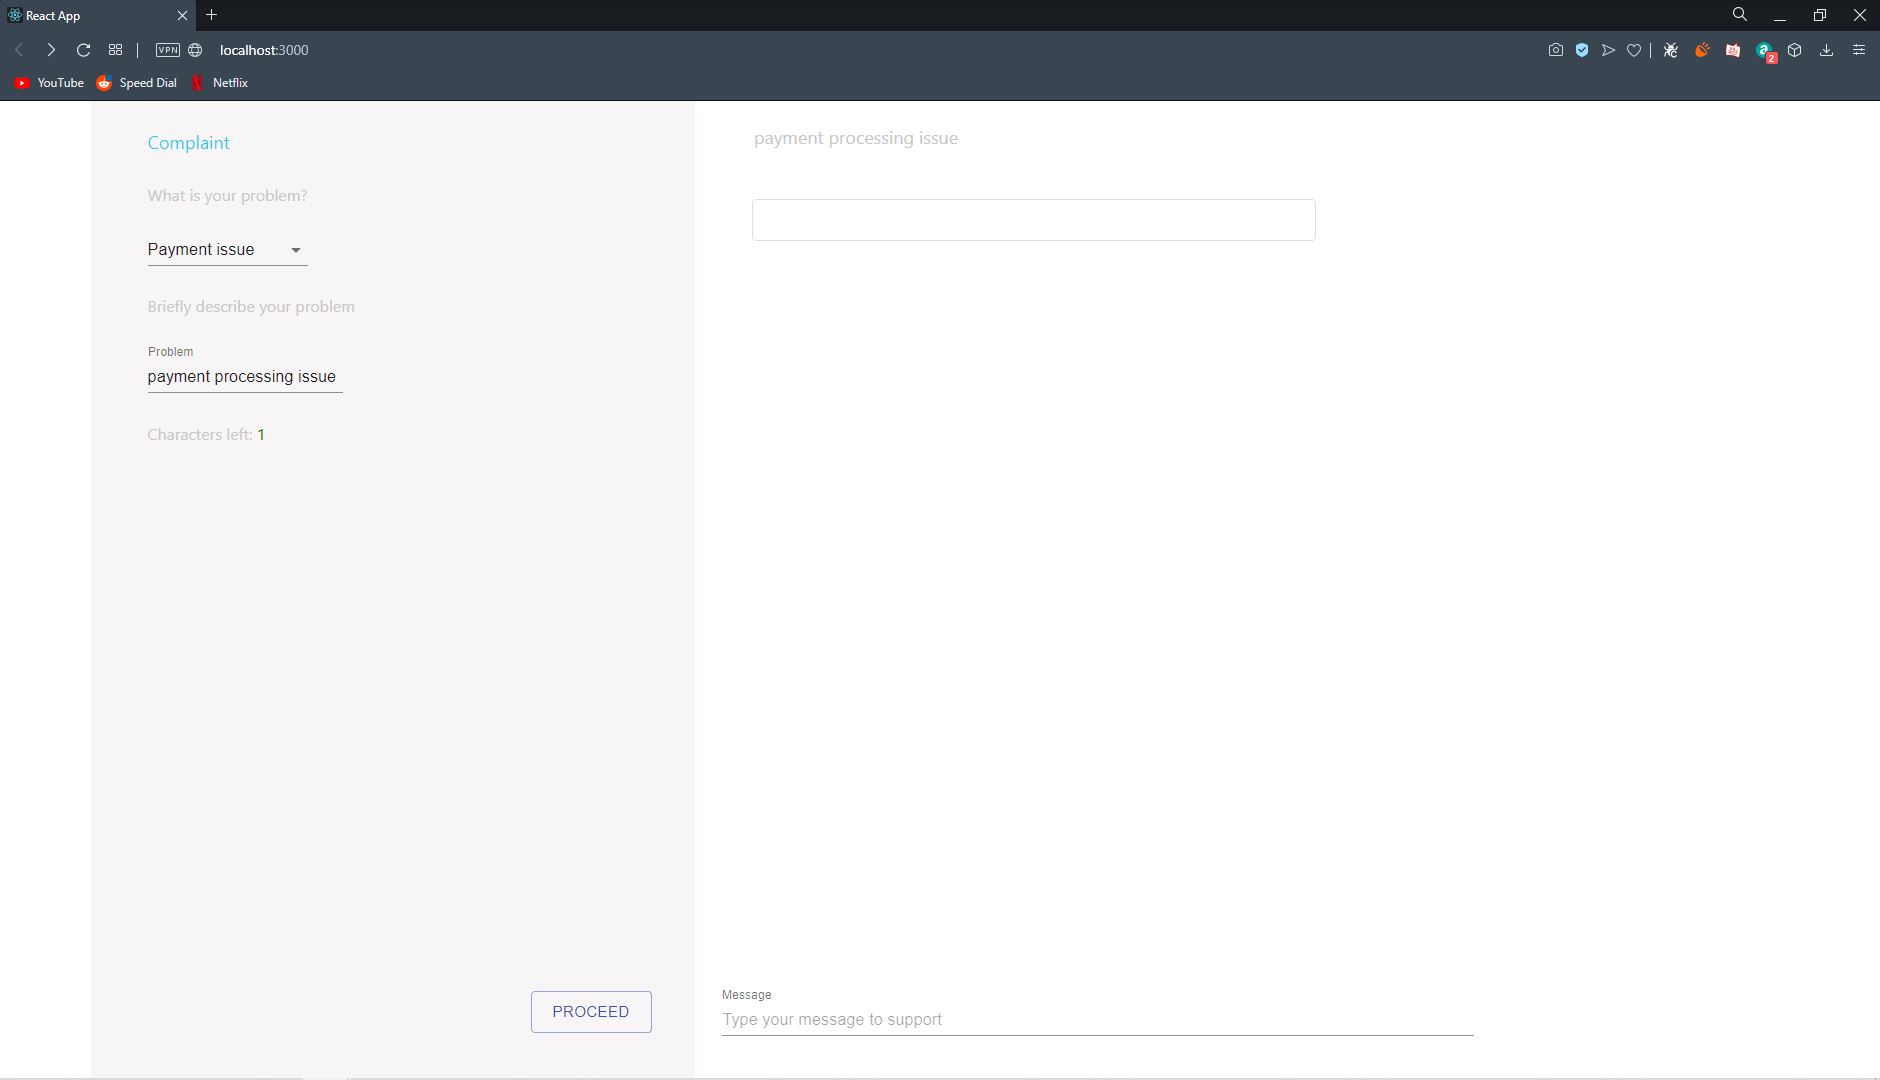 React App
VPN localhost:3000
2
YouTube Speed Dial Netflix
Complaint
What is your problem?
Payment issue
Briefly describe your problem
Problem
payment processing issue
Characters left: 1
PROCEED
payment processing issue
Message
Type your message to support